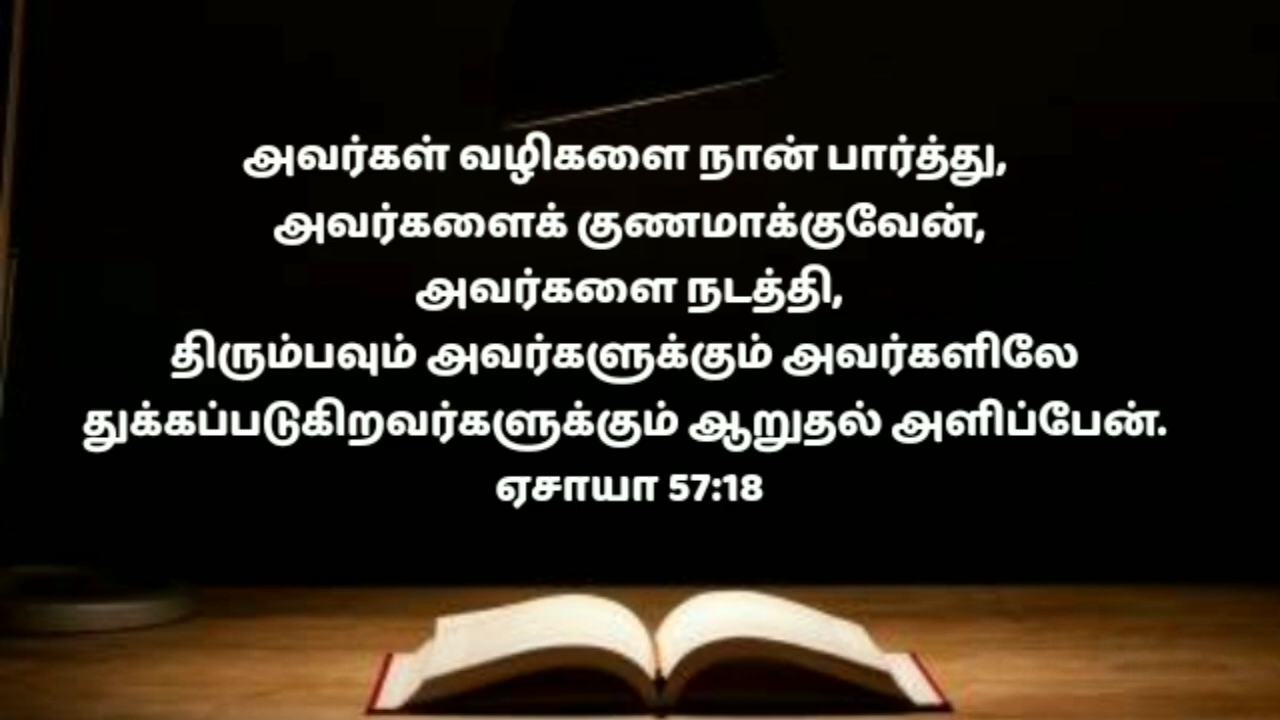 அவர்கள் வழிகளை நான் பார்த்து,
அவர்களைக் குணமாக்குவேன்,
அவர்களை நடத்தி,
திரும்பவும் அவர்களுக்கும் அவர்களிலே
துக்கப்படுகிறவர்களுக்கும் ஆறுதல் அளிப்பேன்.
ஏசாயா 57:18